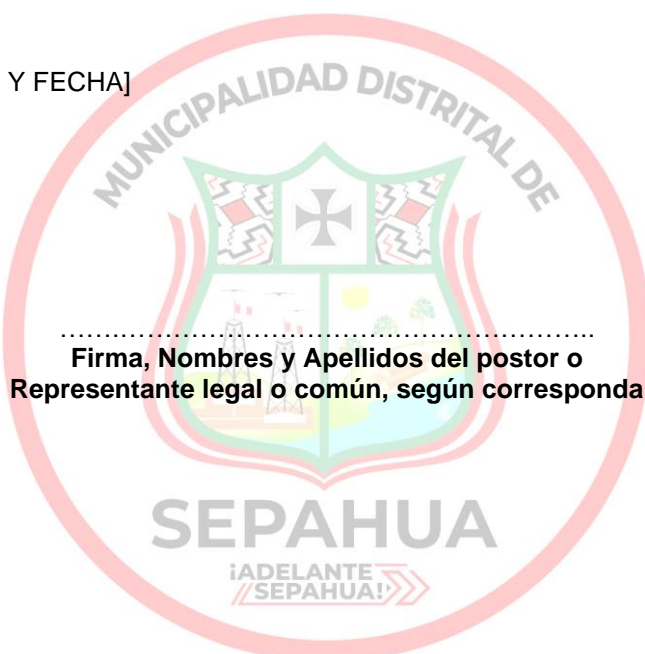 Y FECHA]
MUNICIPALIDAD DISTRITAL DE
……………………………………………………..
Firma, Nombres y Apellidos del postor o
Representante legal o común, según corresponda
SEPAHUA
¡ADELANTE
SEPAHUA!